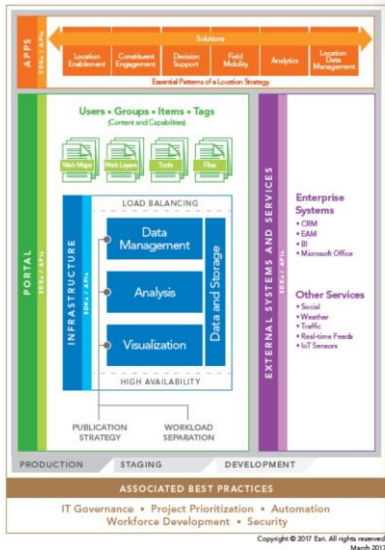 APPS
SDKs / APIs
Solutions
Location Enablement
Constituent Engagement
Decision Support
Field Mobility
Analytics
Location Data Management
Essential Patterns of a Location Strategy
PORTAL
SDKs / APIs
Users • Groups • Items • Tags
(Content and Capabilities)
Web Maps
Web Layers
Tools
Files
INFRASTRUCTURE
SDKs / APIs
LOAD BALANCING
Data Management
Analysis
Visualization
Data and Storage
HIGH AVAILABILITY
PUBLICATION STRATEGY
WORKLOAD SEPARATION
EXTERNAL SYSTEMS AND SERVICES
SDKs / APIs
Enterprise
Systems
• CRM
• EAM
• BI
• Microsoft Office
Other Services
• Social
• Weather
• Traffic
• Real-time Feeds
• IoT Sensors
PRODUCTION
STAGING
DEVELOPMENT
ASSOCIATED BEST PRACTICES
IT Governance • Project Prioritization • Automation
Workforce Development • Security
Copyright © 2017 Esri. All rights reserved.
March 2017